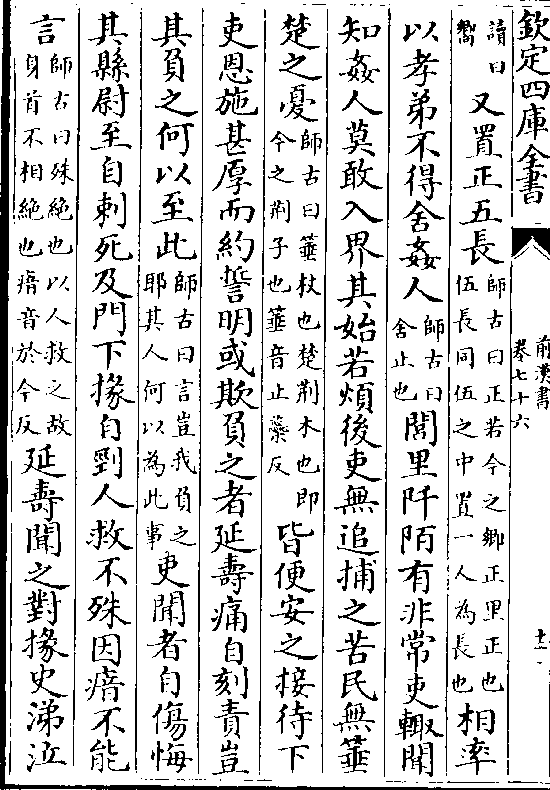 欽定四庫全書
前漢書
卷七十六
十一
讀曰嚮又置正五長師古曰正若今之鄉正里正也伍長同伍之中置一人為長也相率
以孝弟不得舍姦人師古曰舍止也閭里阡陌有非常吏輙聞
知姦人莫敢入界其始若煩後吏無追捕之苦民無箠
楚之憂師古曰箠杖也楚荆木也即今之荆子也箠音止蘂反皆便安之接待下
吏恩施甚厚而約誓明或欺負之者延壽痛自刻責豈
其負之何以至此師古曰言豈我負之耶其人何以為此事吏聞者自傷悔
其縣尉至自刺死及門下掾自剄人救不殊因瘖不能
言師古曰殊絶也以人救之故身首不相絶也瘖音於今反延壽聞之對掾史涕泣